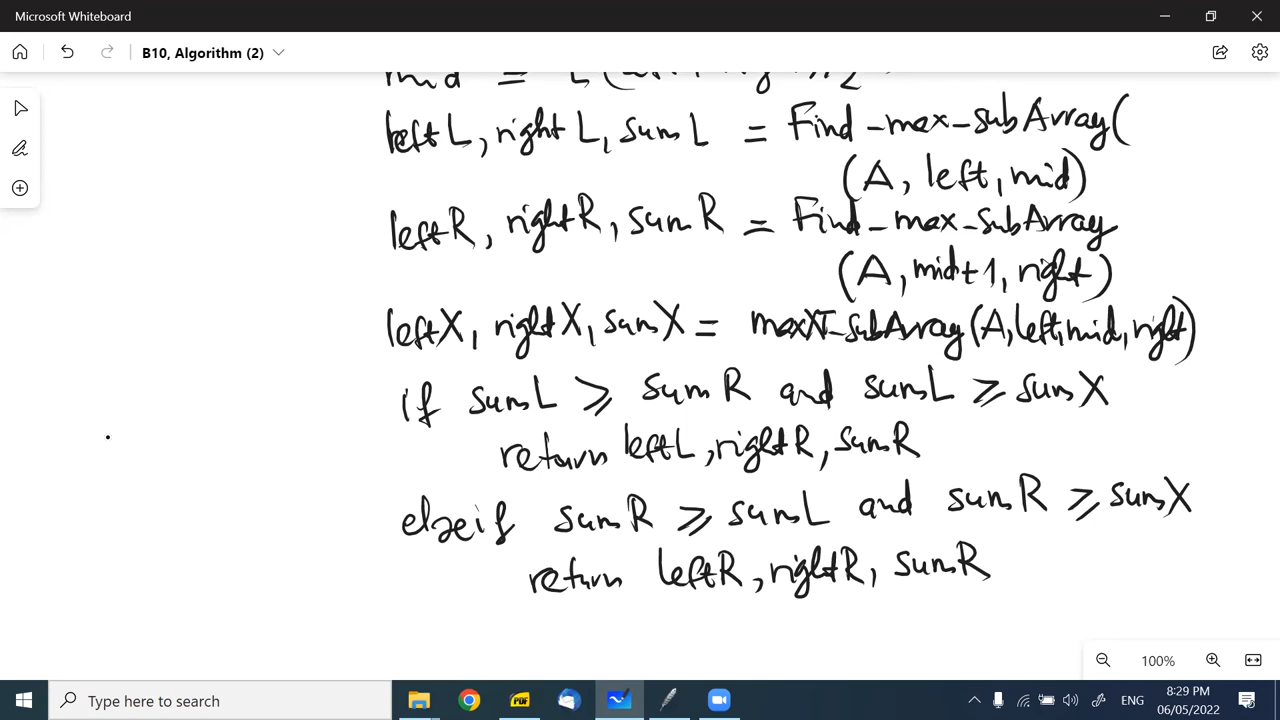 Microsoft Whiteboard
B10, Algorithm (2)
mid =
leftL, rightL, sumL = Find-max-subArray(
(A, left, mid)
leftR, rightR, sumR = Find-max-subArray
(A, mid+1, right)
leftX, rightX, sumX = maxXT-subArray(A, left, mid, right)
if sumL ⩾ sumR and sumL ⩾ sumX
return leftL, rightR, sumR
elseif sumR ⩾ sumL and sumR ⩾ sumX
return leftR, rightR, sumR
100%
Type here to search
PDF
ENG
8:29 PM
06/05/2022